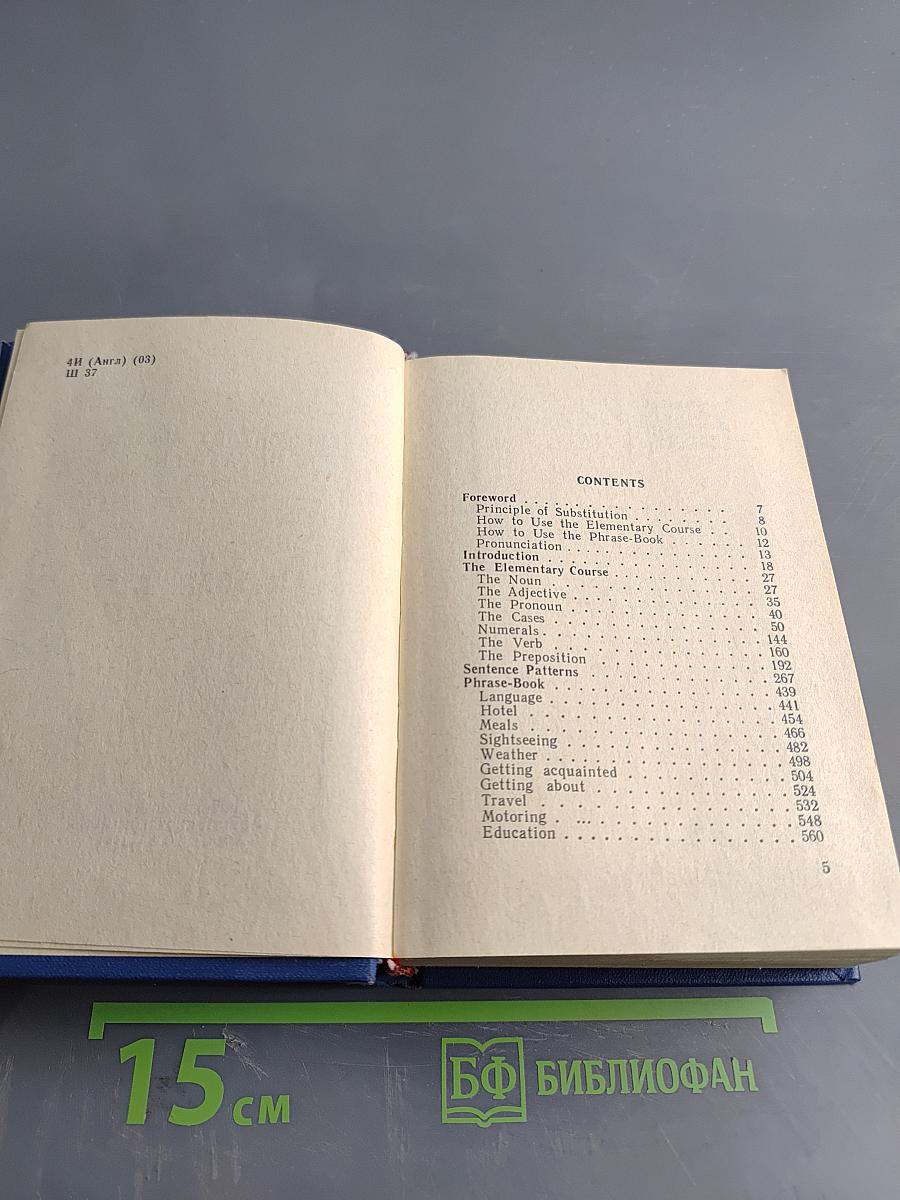 4И (Англ) (03)
Ш 37
CONTENTS
Foreword . . . . . . . . . . . . . . . 7
Principle of Substitution . . . . . . . 8
How to Use the Elementary Course . . . 10
How to Use the Phrase-Book . . . . . . 12
Pronunciation . . . . . . . . . . . . 13
Introduction . . . . . . . . . . . . . 18
The Elementary Course . . . . . . . . . 27
The Noun . . . . . . . . . . . . . . 27
The Adjective . . . . . . . . . . . . 35
The Pronoun . . . . . . . . . . . . . 40
The Cases . . . . . . . . . . . . . . 50
Numerals . . . . . . . . . . . . . . 144
The Verb . . . . . . . . . . . . . . 160
The Preposition . . . . . . . . . . . 192
Sentence Patterns . . . . . . . . . . . 267
Phrase-Book . . . . . . . . . . . . . . 439
Language . . . . . . . . . . . . . . 441
Hotel . . . . . . . . . . . . . . . . 454
Meals . . . . . . . . . . . . . . . . 466
Sightseeing . . . . . . . . . . . . . 482
Weather . . . . . . . . . . . . . . . 498
Getting acquainted . . . . . . . . . . 504
Getting about . . . . . . . . . . . . 524
Travel . . . . . . . . . . . . . . . 532
Motoring . ... . . . . . . . . . . . . 548
Education . . . . . . . . . . . . . . 560
5
15 см
БФ БИБЛИОФАН